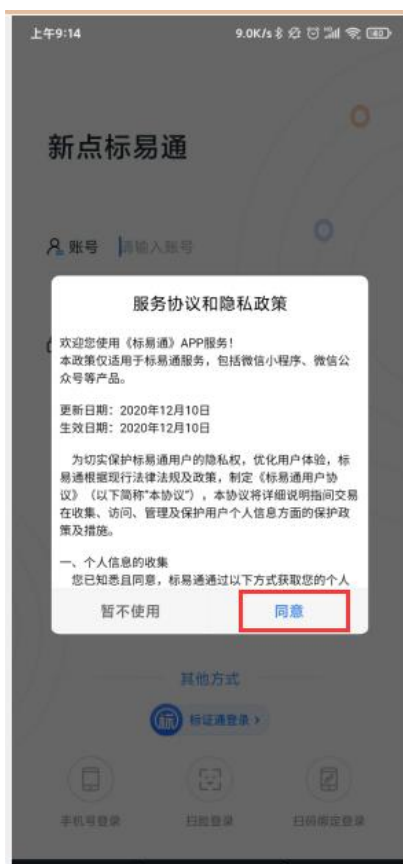 上午9:14
9.0K/s
40
新点标易通
账号 请输入账号
服务协议和隐私政策
欢迎您使用《标易通》APP服务！
本政策仅适用于标易通服务，包括微信小程序、微信公
众号等产品。
更新日期：2020年12月10日
生效日期：2020年12月10日
为切实保护标易通用户的隐私权，优化用户体验，标
易通根据现行法律法规及政策，制定《标易通用户协
议》（以下简称“本协议”），本协议将详细说明指间交易
在收集、访问、管理及保护用户个人信息方面的保护政
策及措施。
一、个人信息的收集
您已知悉且同意，标易通通过以下方式获取您的个人
暂不使用
同意
其他方式
标
标证通登录 >
手机号登录
扫脸登录
扫码绑定登录